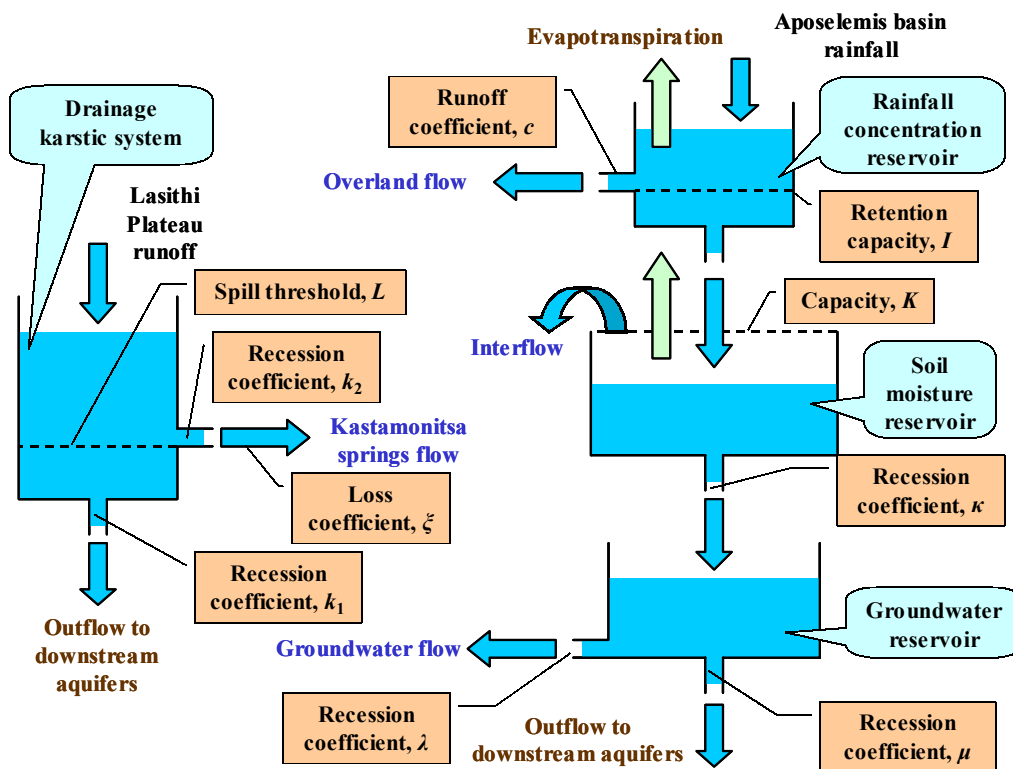 Drainage
karstic system
Lasithi
Plateau
runoff
Spill threshold, L
Recession
coefficient, k2
Kastamonitsa
springs flow
Loss
coefficient, ξ
Recession
coefficient, k1
Outflow to
downstream
aquifers
Evapotranspiration
Aposelemis basin
rainfall
Runoff
coefficient, c
Rainfall
concentration
reservoir
Overland flow
Retention
capacity, I
Capacity, K
Interflow
Soil
moisture
reservoir
Recession
coefficient, κ
Groundwater
reservoir
Groundwater flow
Recession
coefficient, λ
Outflow to
downstream aquifers
Recession
coefficient, μ